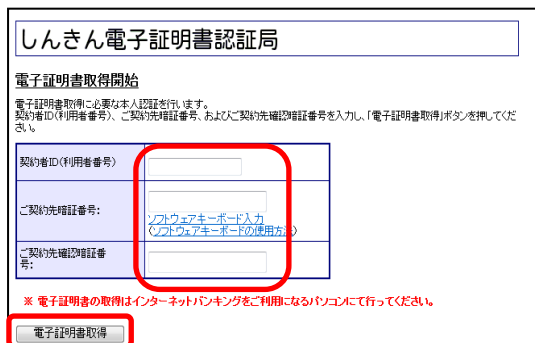 しんきん電子証明書認証局
電子証明書取得開始
電子証明書取得に必要な本人認証を行います。
契約者ID(利用者番号)、ご契約先暗証番号、およびご契約先確認暗証番号を入力し、「電子証明書取得」ボタンを押してくだ
さい。
契約者ID(利用者番号)
ご契約先暗証番号:
ソフトウェアキーボード入力
(ソフトウェアキーボードの使用方法)
ご契約先確認暗証番
号:
※ 電子証明書の取得はインターネットバンキングをご利用になるパソコンにて行ってください。
電子証明書取得